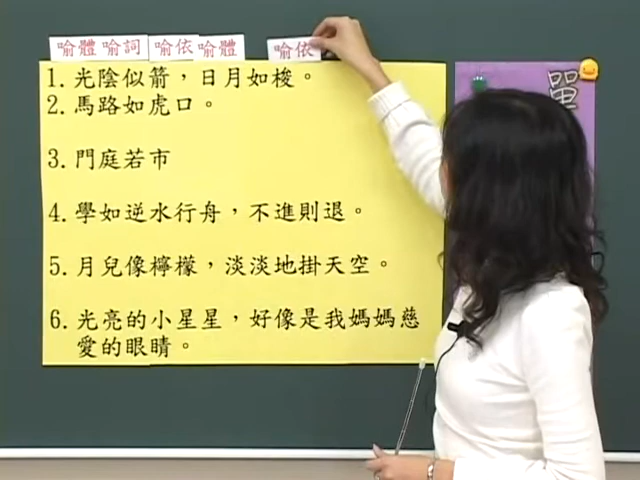 喻體 喻詞 喻依 喻體 喻依
1. 光陰似箭，日月如梭。
2. 馬路如虎口。
3. 門庭若市
4. 學如逆水行舟，不進則退。
5. 月兒像檸檬，淡淡地掛天空。
6. 光亮的小星星，好像是我媽媽慈
愛的眼睛。
單